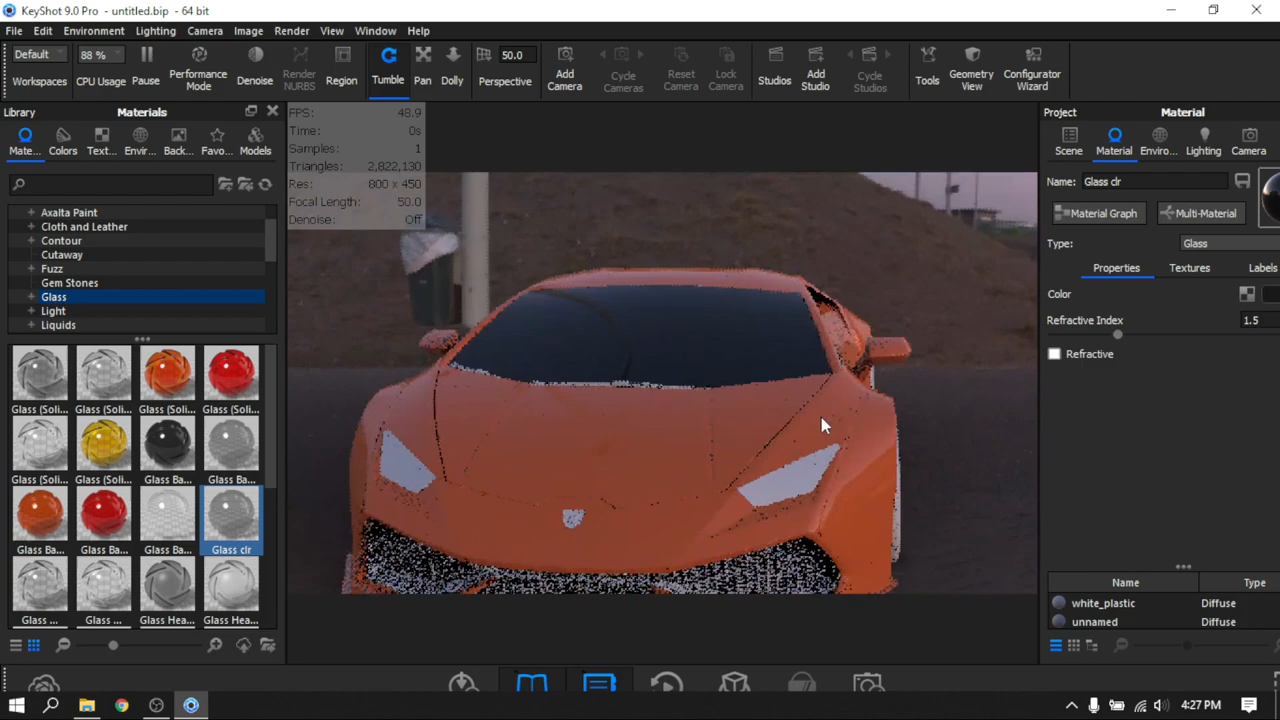 KeyShot 9.0 Pro - untitled.bip - 64 bit
File Edit Environment Lighting Camera Image Render View Window Help
Default 88 % 50.0
Workspaces CPU Usage Pause Performance Mode Denoise Render NURBS Region Tumble Pan Dolly Perspective Add Camera Cycle Cameras Reset Camera Lock Camera Studios Add Studio Cycle Studios Tools Geometry View Configurator Wizard
Library Materials
Mate... Colors Text... Envir... Back... Favo... Models
Axalta Paint
Cloth and Leather
Contour
Cutaway
Fuzz
Gem Stones
Glass
Light
Liquids
Glass (Soli... Glass (Soli... Glass (Soli... Glass (Soli...
Glass (Soli... Glass (Soli... Glass Ba... Glass Ba...
Glass Ba... Glass Ba... Glass Ba... Glass clr
Glass ... Glass ... Glass Hea... Glass Hea...
FPS: 48.9
Time: 0s
Samples: 1
Triangles: 2,822,130
Res: 800 x 450
Focal Length: 50.0
Denoise: Off
Project Material
Scene Material Enviro... Lighting Camera
Name: Glass clr
Material Graph Multi-Material
Type: Glass
Properties Textures Labels
Color
Refractive Index 1.5
Refractive
Name Type
white_plastic Diffuse
unnamed Diffuse
4:27 PM